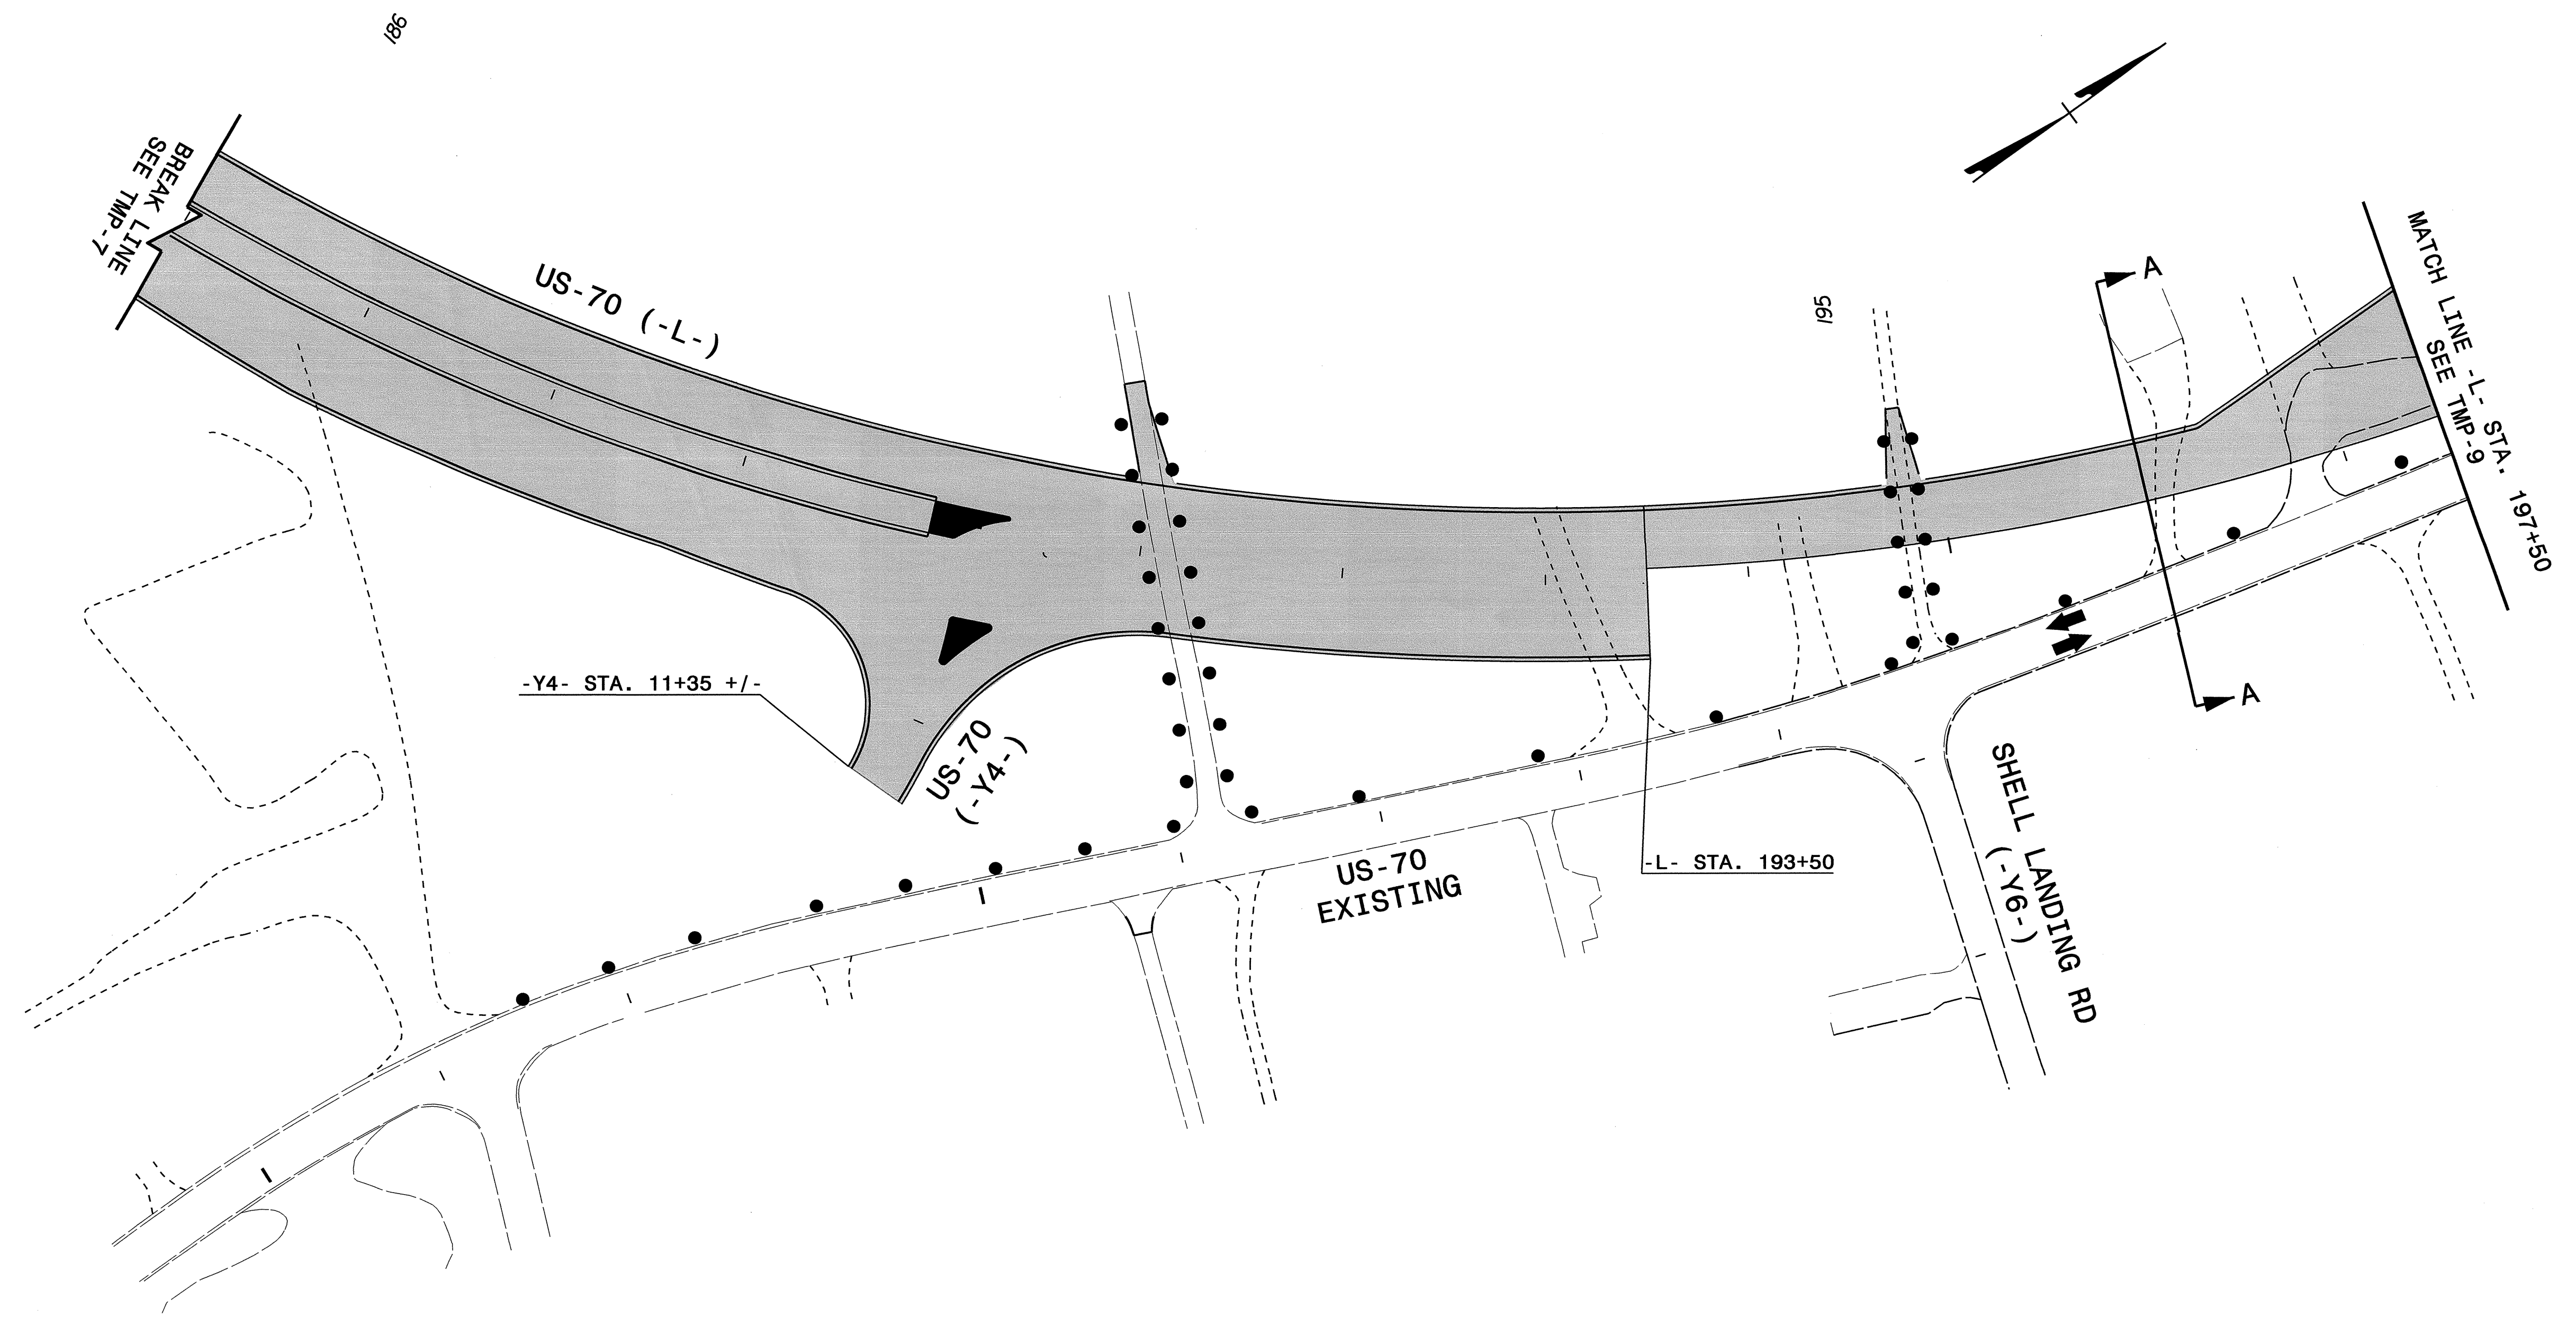 186
BREAK LINE
SEE TMP-7
US-70 (-L-)
195
A
MATCH LINE -L- STA. 197+50
SEE TMP-9
-Y4- STA. 11+35 +/-
US-70
(-Y4-)
A
US-70
EXISTING
-L- STA. 193+50
SHELL LANDING RD
(-Y6-)